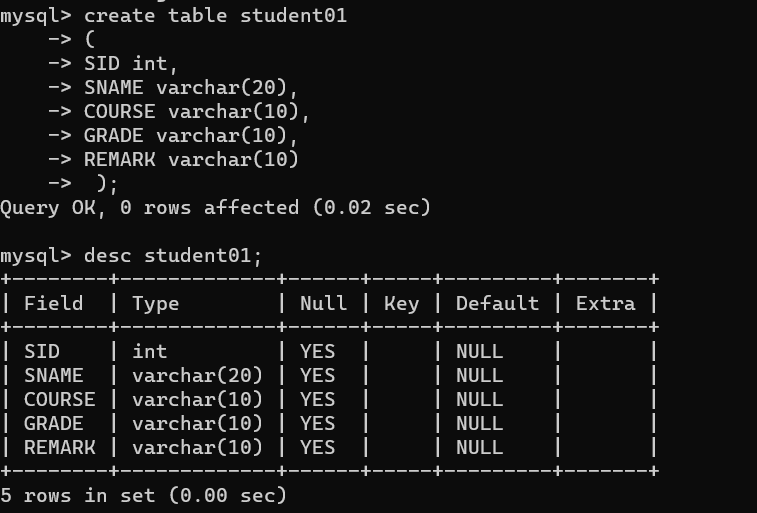 mysql> create table student01
    -> (
    -> SID int,
    -> SNAME varchar(20),
    -> COURSE varchar(10),
    -> GRADE varchar(10),
    -> REMARK varchar(10)
    ->  );
Query OK, 0 rows affected (0.02 sec)

mysql> desc student01;
+--------+-------------+------+-----+---------+-------+
| Field  | Type        | Null | Key | Default | Extra |
+--------+-------------+------+-----+---------+-------+
| SID    | int         | YES  |     | NULL    |       |
| SNAME  | varchar(20) | YES  |     | NULL    |       |
| COURSE | varchar(10) | YES  |     | NULL    |       |
| GRADE  | varchar(10) | YES  |     | NULL    |       |
| REMARK | varchar(10) | YES  |     | NULL    |       |
+--------+-------------+------+-----+---------+-------+
5 rows in set (0.00 sec)